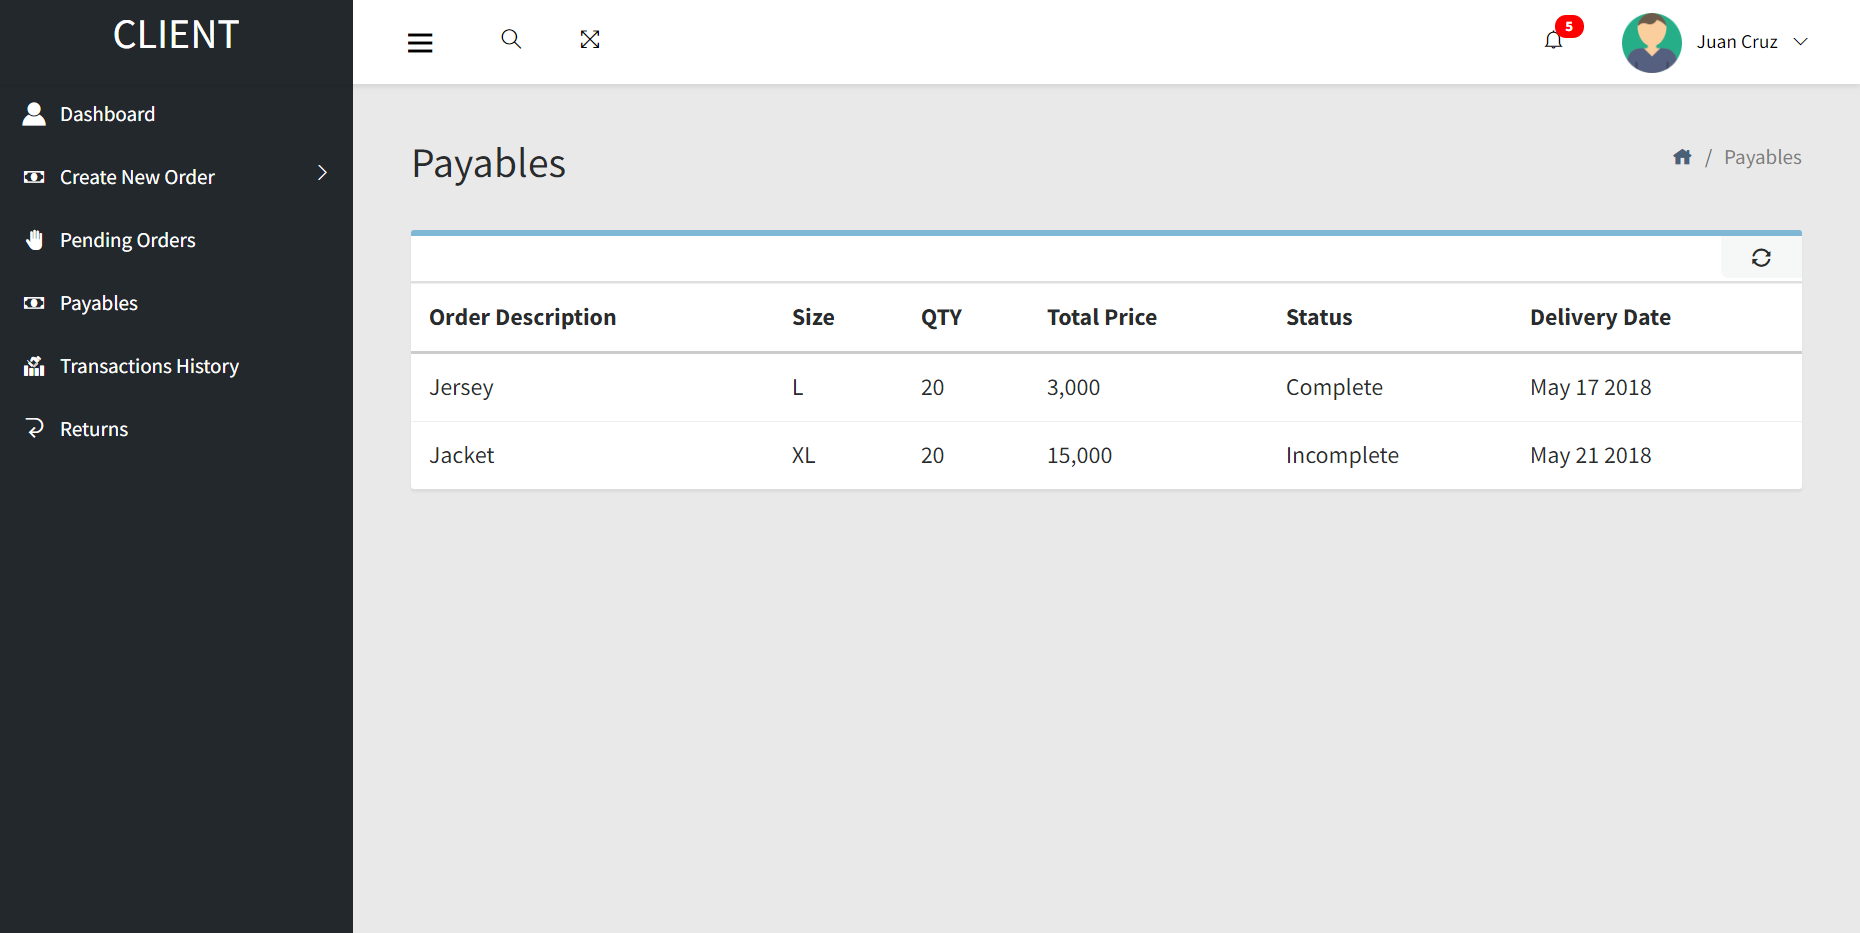 CLIENT
5
Juan Cruz
Dashboard
Create New Order
Pending Orders
Payables
Transactions History
Returns
Payables
/ Payables
Order Description Size QTY Total Price Status Delivery Date
Jersey L 20 3,000 Complete May 17 2018
Jacket XL 20 15,000 Incomplete May 21 2018